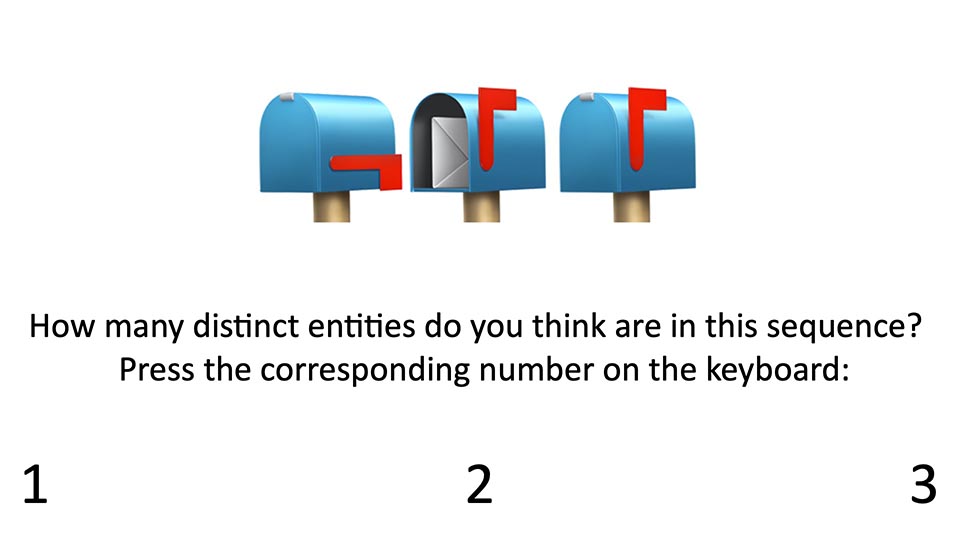 How many distinct entities do you think are in this sequence?
Press the corresponding number on the keyboard:
1 2 3